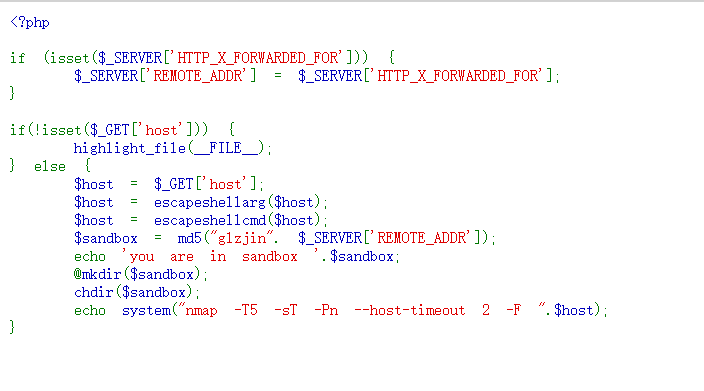 <?php
if (isset($_SERVER['HTTP_X_FORWARDED_FOR'])) {
$_SERVER['REMOTE_ADDR'] = $_SERVER['HTTP_X_FORWARDED_FOR'];
}
if(!isset($_GET['host'])) {
highlight_file(__FILE__);
} else {
$host = $_GET['host'];
$host = escapeshellarg($host);
$host = escapeshellcmd($host);
$sandbox = md5("glzjin". $_SERVER['REMOTE_ADDR']);
echo 'you are in sandbox '.$sandbox;
@mkdir($sandbox);
chdir($sandbox);
echo system("nmap -T5 -sT -Pn --host-timeout 2 -F ".$host);
}